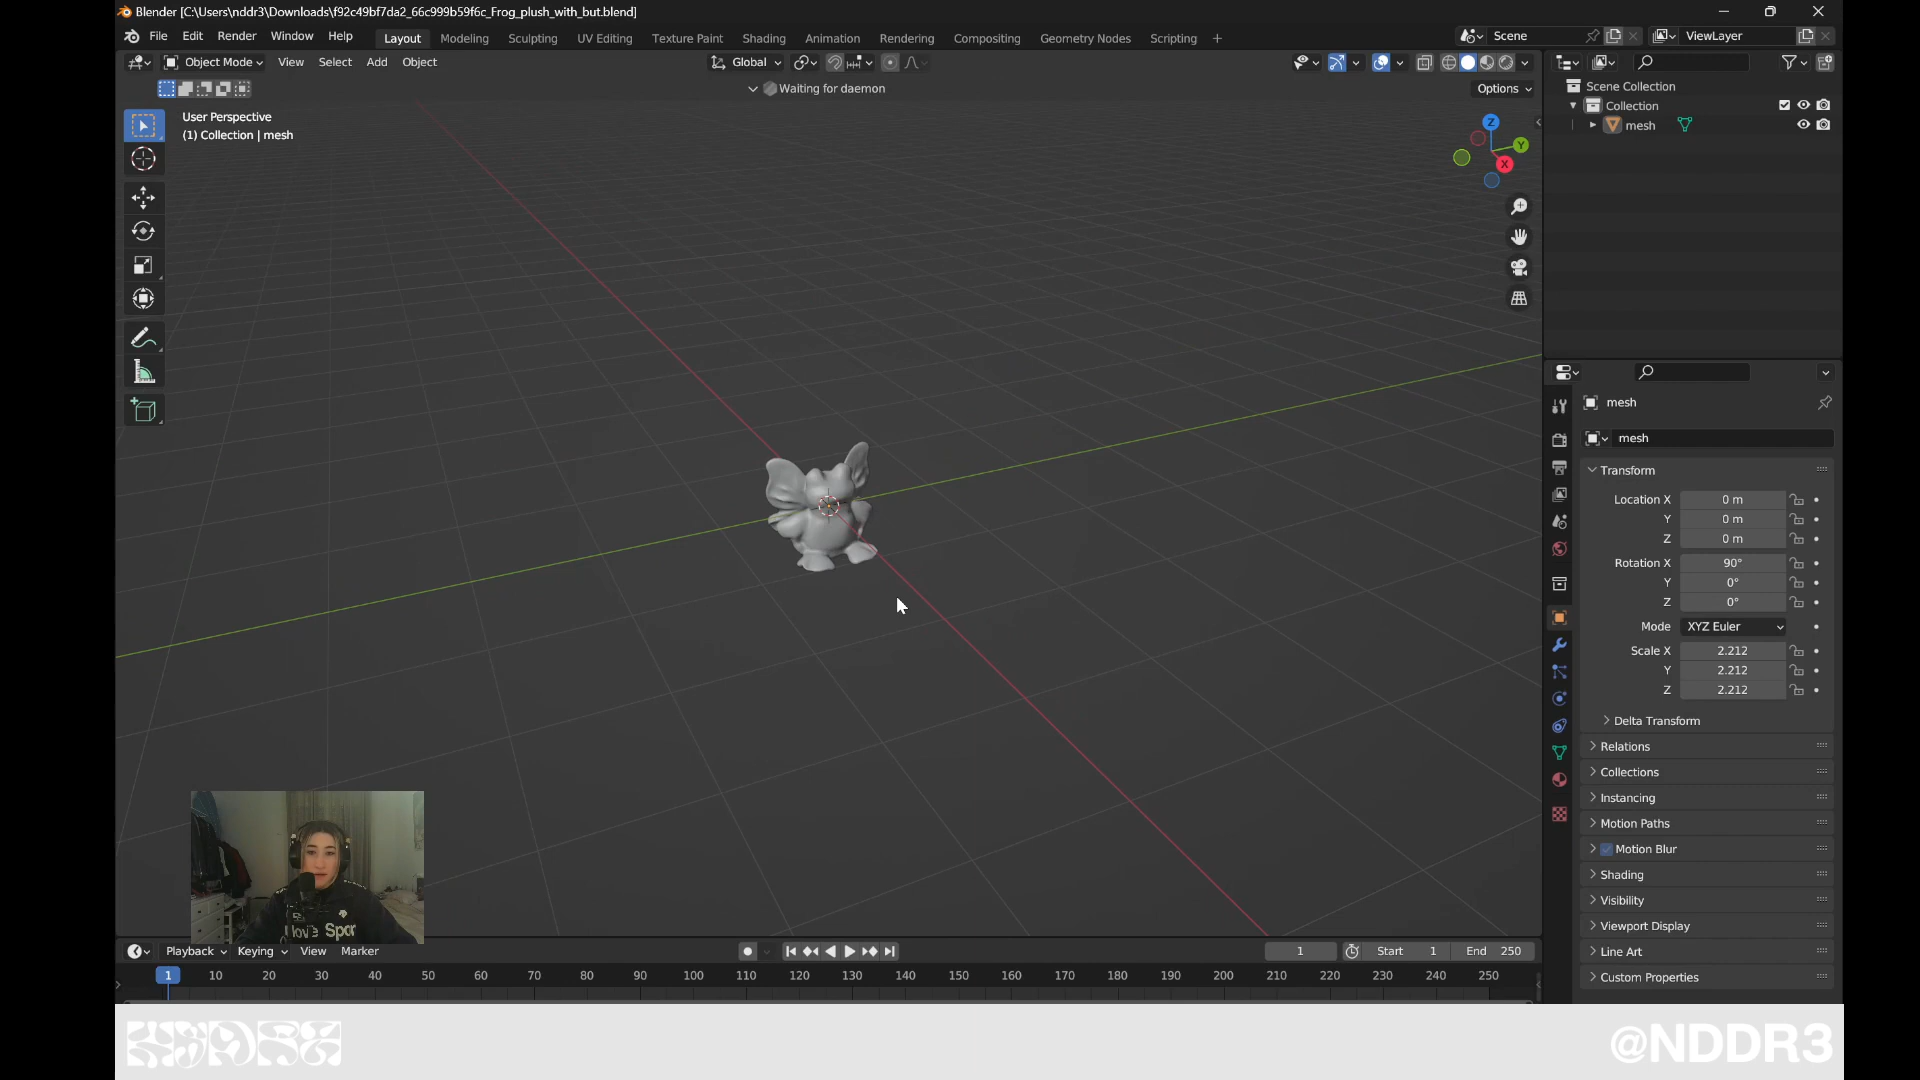 Blender [C:\Users\nddr3\Downloads\f92c49bf7da2_66c999b59f6c_Frog_plush_with_but.blend]
File Edit Render Window Help Layout Modeling Sculpting UV Editing Texture Paint Shading Animation Rendering Compositing Geometry Nodes Scripting +
Scene ViewLayer
Object Mode View Select Add Object Global
Waiting for daemon Options
User Perspective
(1) Collection | mesh
Z
Y
X
Scene Collection
Collection
mesh
mesh
mesh
Transform
Location X 0 m
Y 0 m
Z 0 m
Rotation X 90°
Y 0°
Z 0°
Mode XYZ Euler
Scale X 2.212
Y 2.212
Z 2.212
Delta Transform
Relations
Collections
Instancing
Motion Paths
Motion Blur
Shading
Visibility
Viewport Display
Line Art
Custom Properties
I love Spor
Playback Keying View Marker 1 Start 1 End 250
1 10 20 30 40 50 60 70 80 90 100 110 120 130 140 150 160 170 180 190 200 210 220 230 240 250
@NDDR3